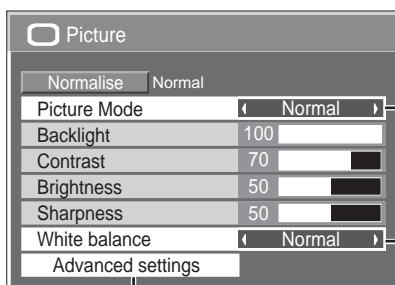 Picture
Normalise Normal
Picture Mode Normal
Backlight 100
Contrast 70
Brightness 50
Sharpness 50
White balance Normal
Advanced settings